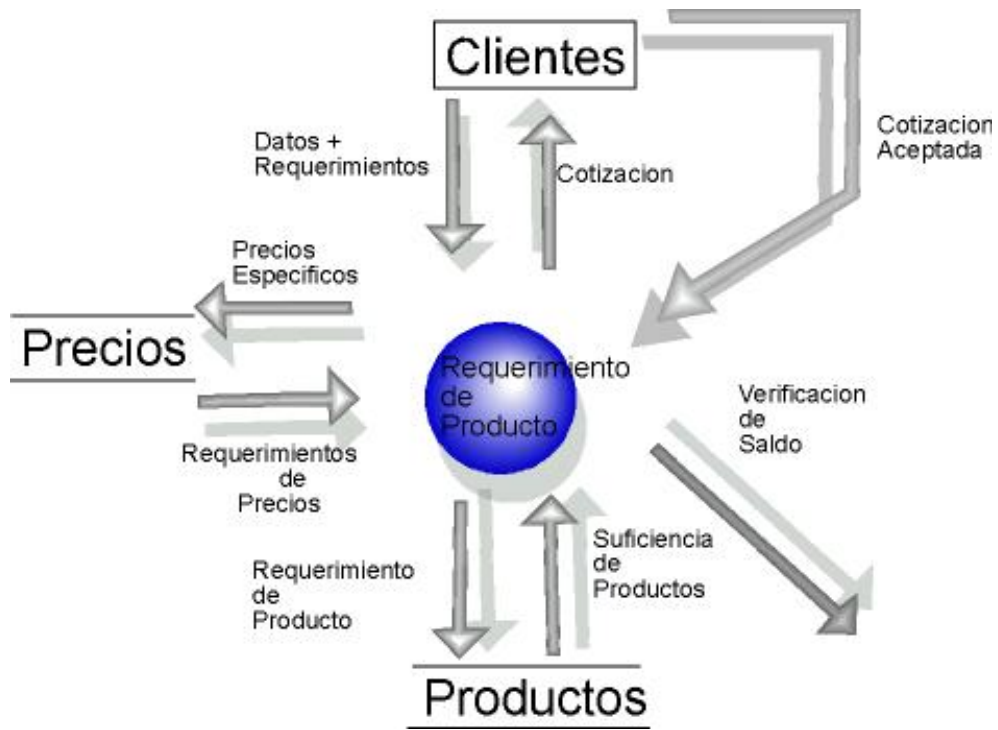 Clientes
Datos +
Requerimientos
Cotizacion
Cotizacion
Aceptada
Precios
Especificos
Precios
Requerimiento
de
Producto
Requerimientos
de
Precios
Verificacion
de
Saldo
Requerimiento
de
Producto
Suficiencia
de
Productos
Productos